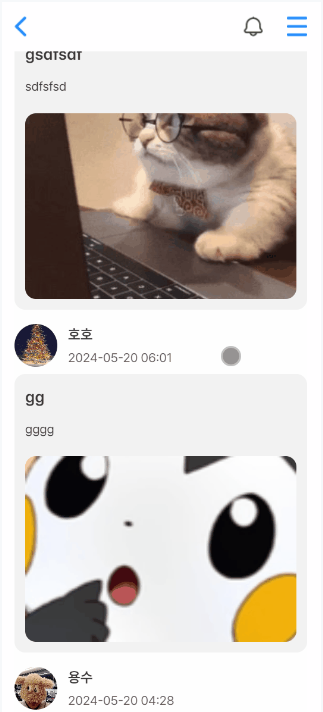 gsdfsdf
sdfsfsd
호호
2024-05-20 06:01
gg
gggg
용수
2024-05-20 04:28